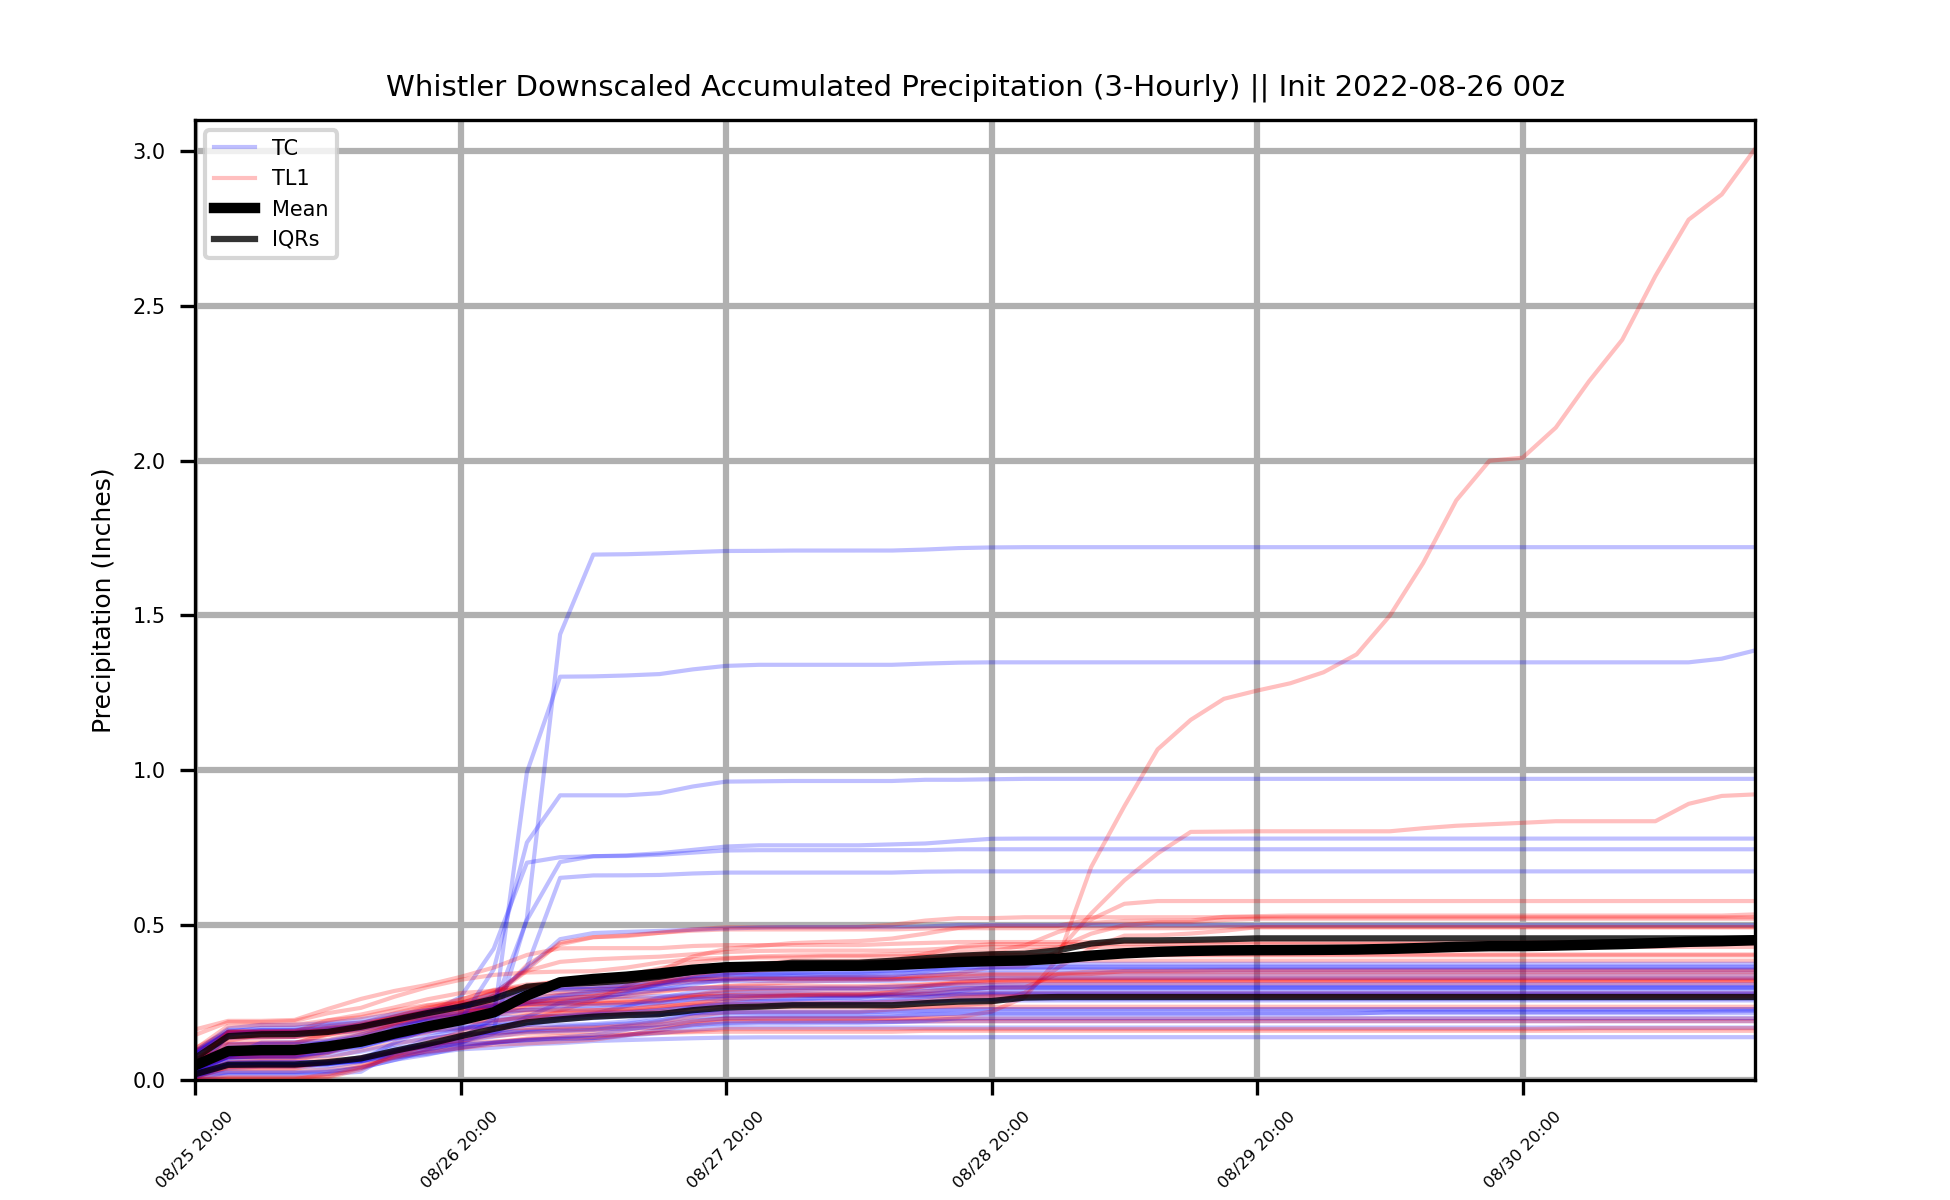 Whistler Downscaled Accumulated Precipitation (3-Hourly) || Init 2022-08-26 00z
TC
TL1
Mean
IQRs
Precipitation (Inches)
3.0
2.5
2.0
1.5
1.0
0.5
0.0
08/25 20:00
08/26 20:00
08/27 20:00
08/28 20:00
08/29 20:00
08/30 20:00